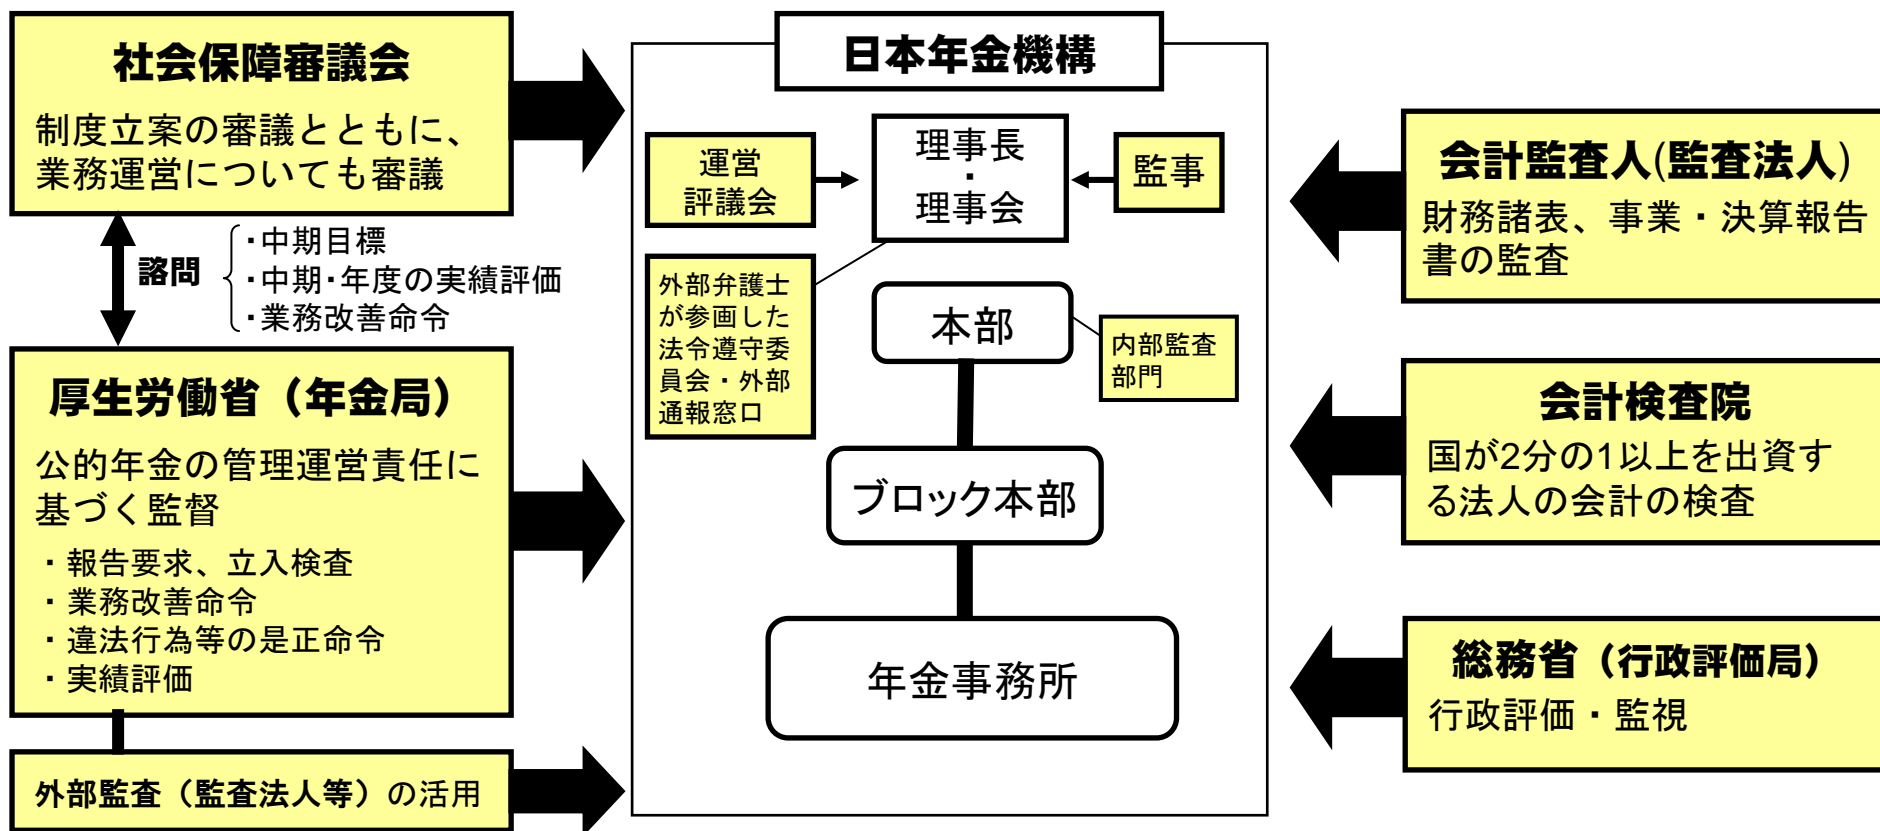 社会保障審議会
制度立案の審議とともに、
業務運営についても審議
諮問
・中期目標
・中期・年度の実績評価
・業務改善命令
厚生労働省（年金局）
公的年金の管理運営責任に
基づく監督
・報告要求、立入検査
・業務改善命令
・違法行為等の是正命令
・実績評価
外部監査（監査法人等）の活用
日本年金機構
運営
評議会
理事長
・
理事会
監事
外部弁護士
が参画した
法令遵守委
員会・外部
通報窓口
本部
内部監査
部門
ブロック本部
年金事務所
会計監査人(監査法人)
財務諸表、事業・決算報告
書の監査
会計検査院
国が2分の1以上を出資す
る法人の会計の検査
総務省（行政評価局）
行政評価・監視